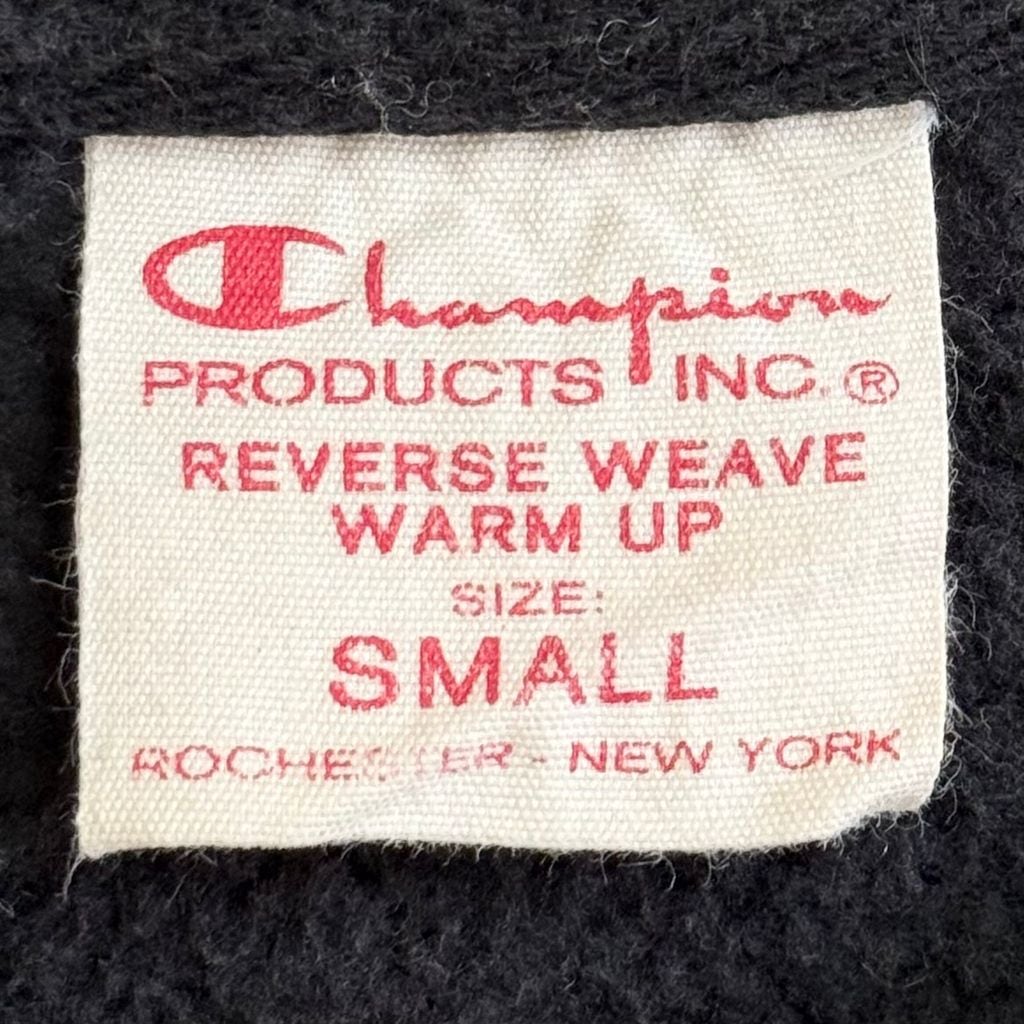 Champion
PRODUCTS INC.®
REVERSE WEAVE
WARM UP
SIZE:
SMALL
ROCHESTER - NEW YORK